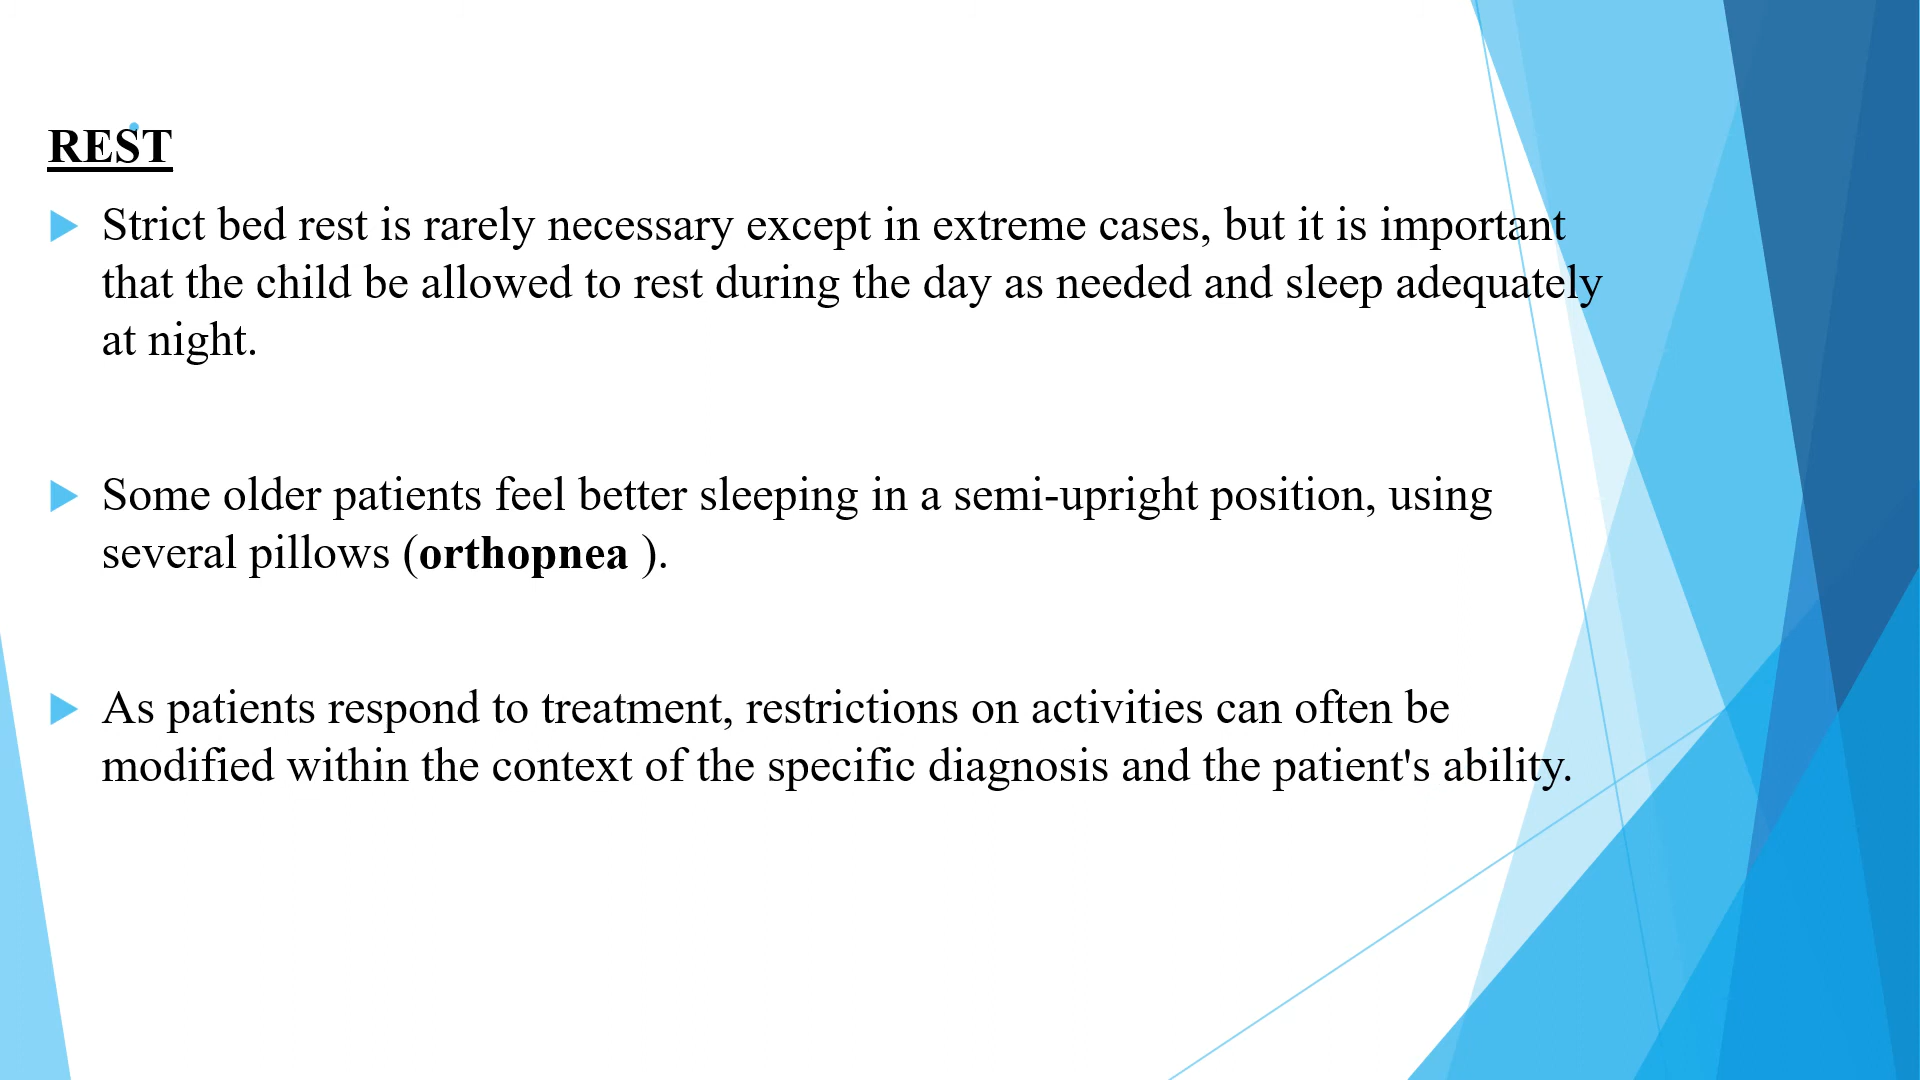 REST
Strict bed rest is rarely necessary except in extreme cases, but it is important
that the child be allowed to rest during the day as needed and sleep adequately
at night.
Some older patients feel better sleeping in a semi-upright position, using
several pillows (orthopnea ).
As patients respond to treatment, restrictions on activities can often be
modified within the context of the specific diagnosis and the patient's ability.